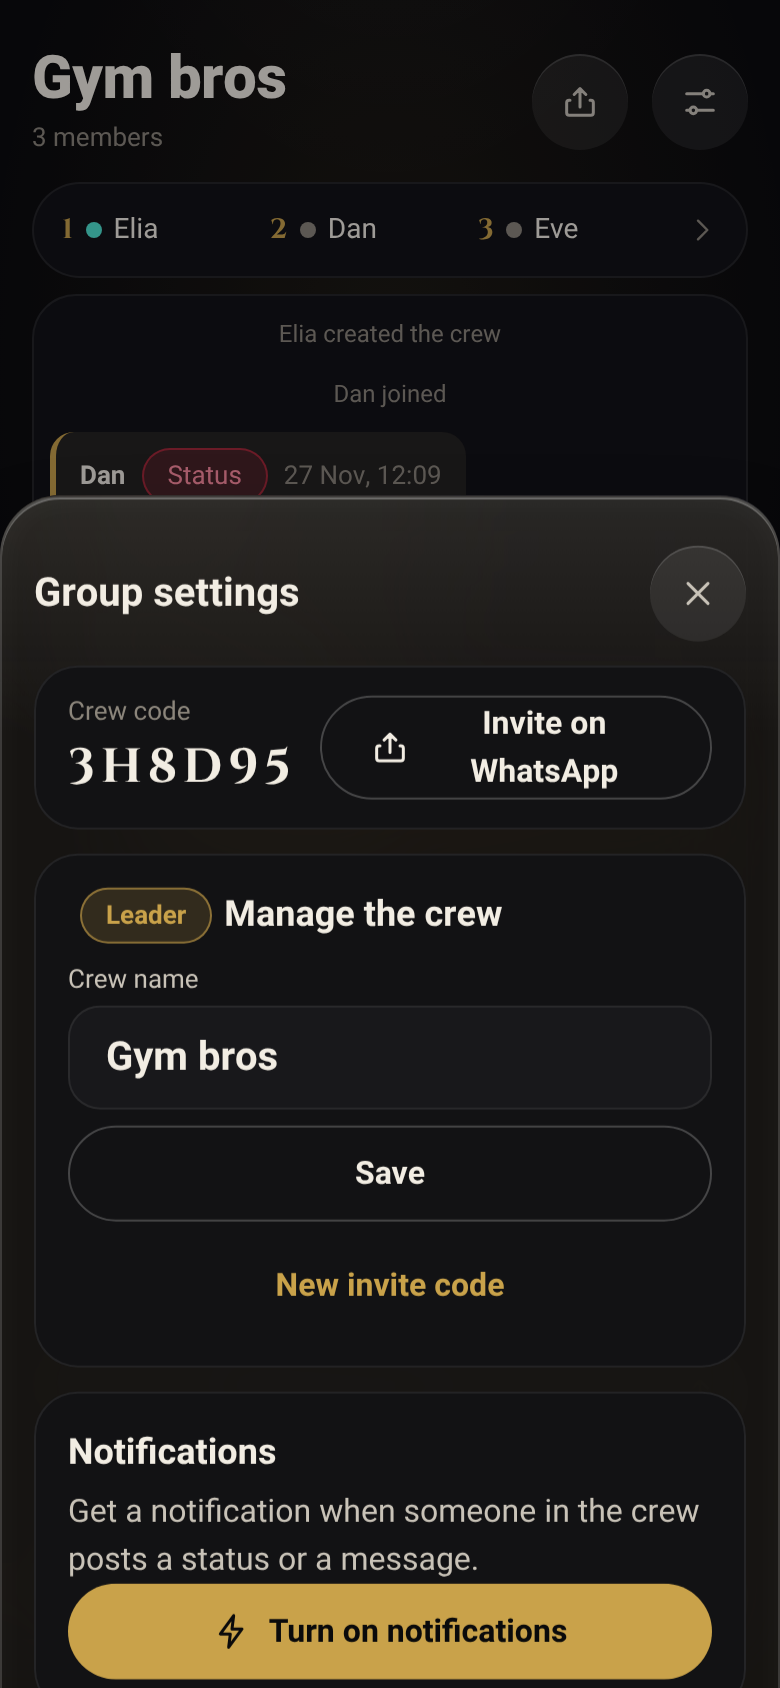 Gym bros
3 members
1 Elia 2 Dan 3 Eve
Elia created the crew
Dan joined
Dan Status 27 Nov, 12:09
Group settings
Crew code
3H8D95
Invite on
WhatsApp
Leader Manage the crew
Crew name
Gym bros
Save
New invite code
Notifications
Get a notification when someone in the crew
posts a status or a message.
Turn on notifications